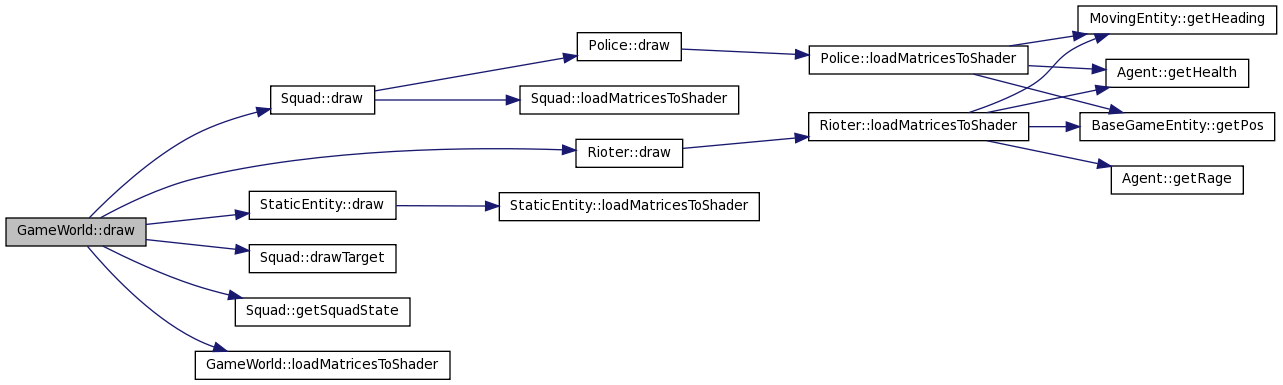 MovingEntity::getHeading
Police::draw
Police::loadMatricesToShader
Agent::getHealth
Squad::draw
Squad::loadMatricesToShader
Rioter::loadMatricesToShader
BaseGameEntity::getPos
Rioter::draw
Agent::getRage
StaticEntity::draw
StaticEntity::loadMatricesToShader
GameWorld::draw
Squad::drawTarget
Squad::getSquadState
GameWorld::loadMatricesToShader